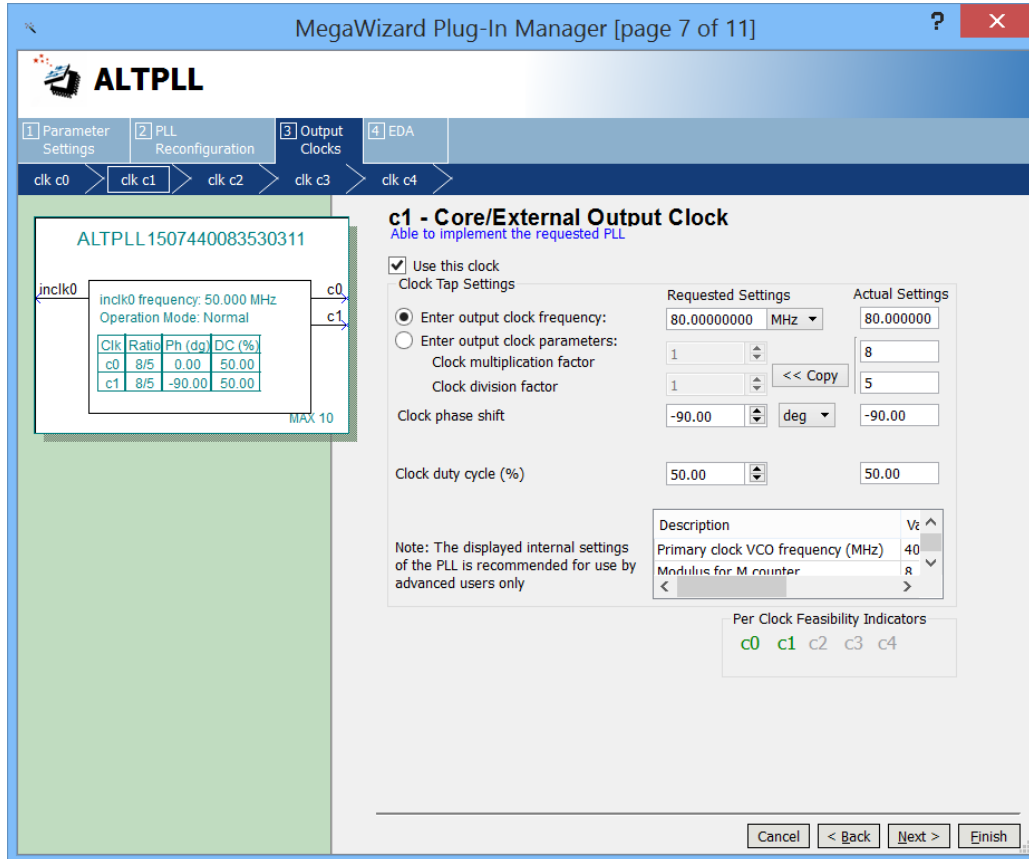 MegaWizard Plug-In Manager [page 7 of 11]
?
ALTPLL
1 Parameter Settings
2 PLL Reconfiguration
3 Output Clocks
4 EDA
clk c0
clk c1
clk c2
clk c3
clk c4
ALTPLL1507440083530311
inclk0
c0
c1
inclk0 frequency: 50.000 MHz
Operation Mode: Normal
Clk Ratio Ph (dg) DC (%)
c0 8/5 0.00 50.00
c1 8/5 -90.00 50.00
MAX 10
c1 - Core/External Output Clock
Able to implement the requested PLL
Use this clock
Clock Tap Settings
Requested Settings Actual Settings
Enter output clock frequency: 80.00000000 MHz 80.000000
Enter output clock parameters:
Clock multiplication factor 1 8
<< Copy
Clock division factor 1 5
Clock phase shift -90.00 deg -90.00
Clock duty cycle (%) 50.00 50.00
Description
Primary clock VCO frequency (MHz) 40
Modulus for M counter 8
Note: The displayed internal settings
of the PLL is recommended for use by
advanced users only
Per Clock Feasibility Indicators
c0 c1 c2 c3 c4
Cancel < Back Next > Finish